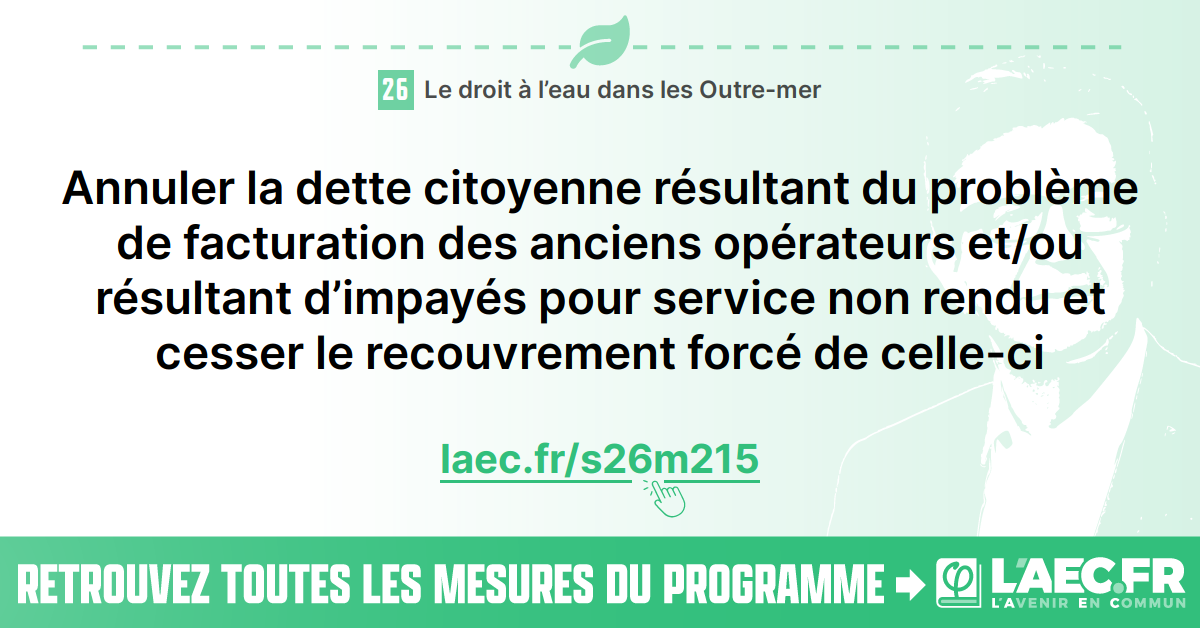 26 Le droit à l’eau dans les Outre-mer
Annuler la dette citoyenne résultant du problème
de facturation des anciens opérateurs et/ou
résultant d’impayés pour service non rendu et
cesser le recouvrement forcé de celle-ci
laec.fr/s26m215
RETROUVEZ TOUTES LES MESURES DU PROGRAMME
L'AEC.FR
L'AVENIR EN COMMUN